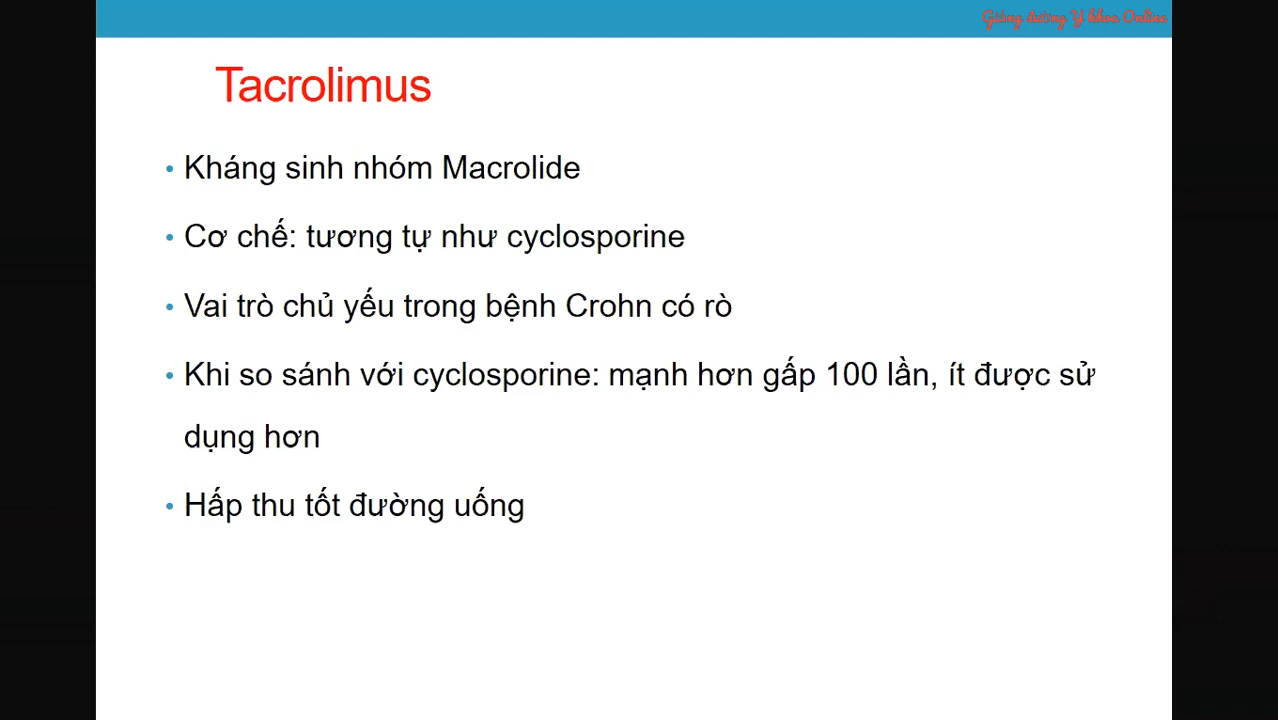 Giảng đường Y khoa Online
Tacrolimus
• Kháng sinh nhóm Macrolide
• Cơ chế: tương tự như cyclosporine
• Vai trò chủ yếu trong bệnh Crohn có rò
• Khi so sánh với cyclosporine: mạnh hơn gấp 100 lần, ít được sử
dụng hơn
• Hấp thu tốt đường uống